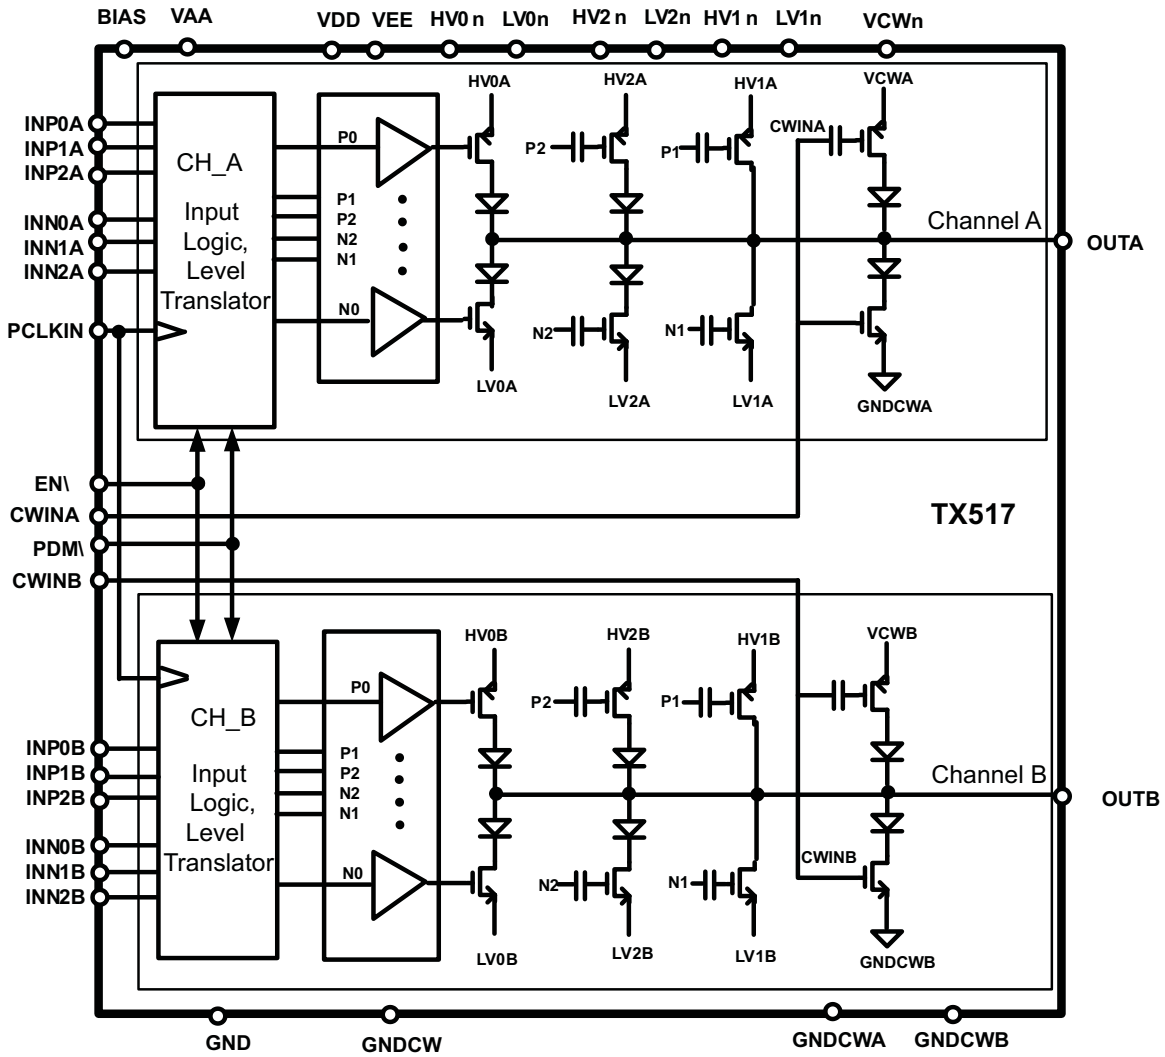 BIAS VAA VDD VEE HV0 n LV0n HV2 n LV2n HV1 n LV1n VCWn
HV0A HV2A HV1A VCWA
INP0A
INP1A
INP2A
INN0A
INN1A
INN2A
PCLKIN
CH_A
Input
Logic,
Level
Translator
P0
P1
P2
N2
N1
N0
P2
P1
CWINA
N2
N1
LV0A
LV2A
LV1A
GNDCWA
Channel A
OUTA
EN\
CWINA
PDM\
CWINB
TX517
HV0B HV2B HV1B VCWB
INP0B
INP1B
INP2B
INN0B
INN1B
INN2B
CH_B
Input
Logic,
Level
Translator
P0
P1
P2
N2
N1
N0
P2
P1
N2
N1
CWINB
LV0B
LV2B
LV1B
GNDCWB
Channel B
OUTB
GND GNDCW GNDCWA GNDCWB